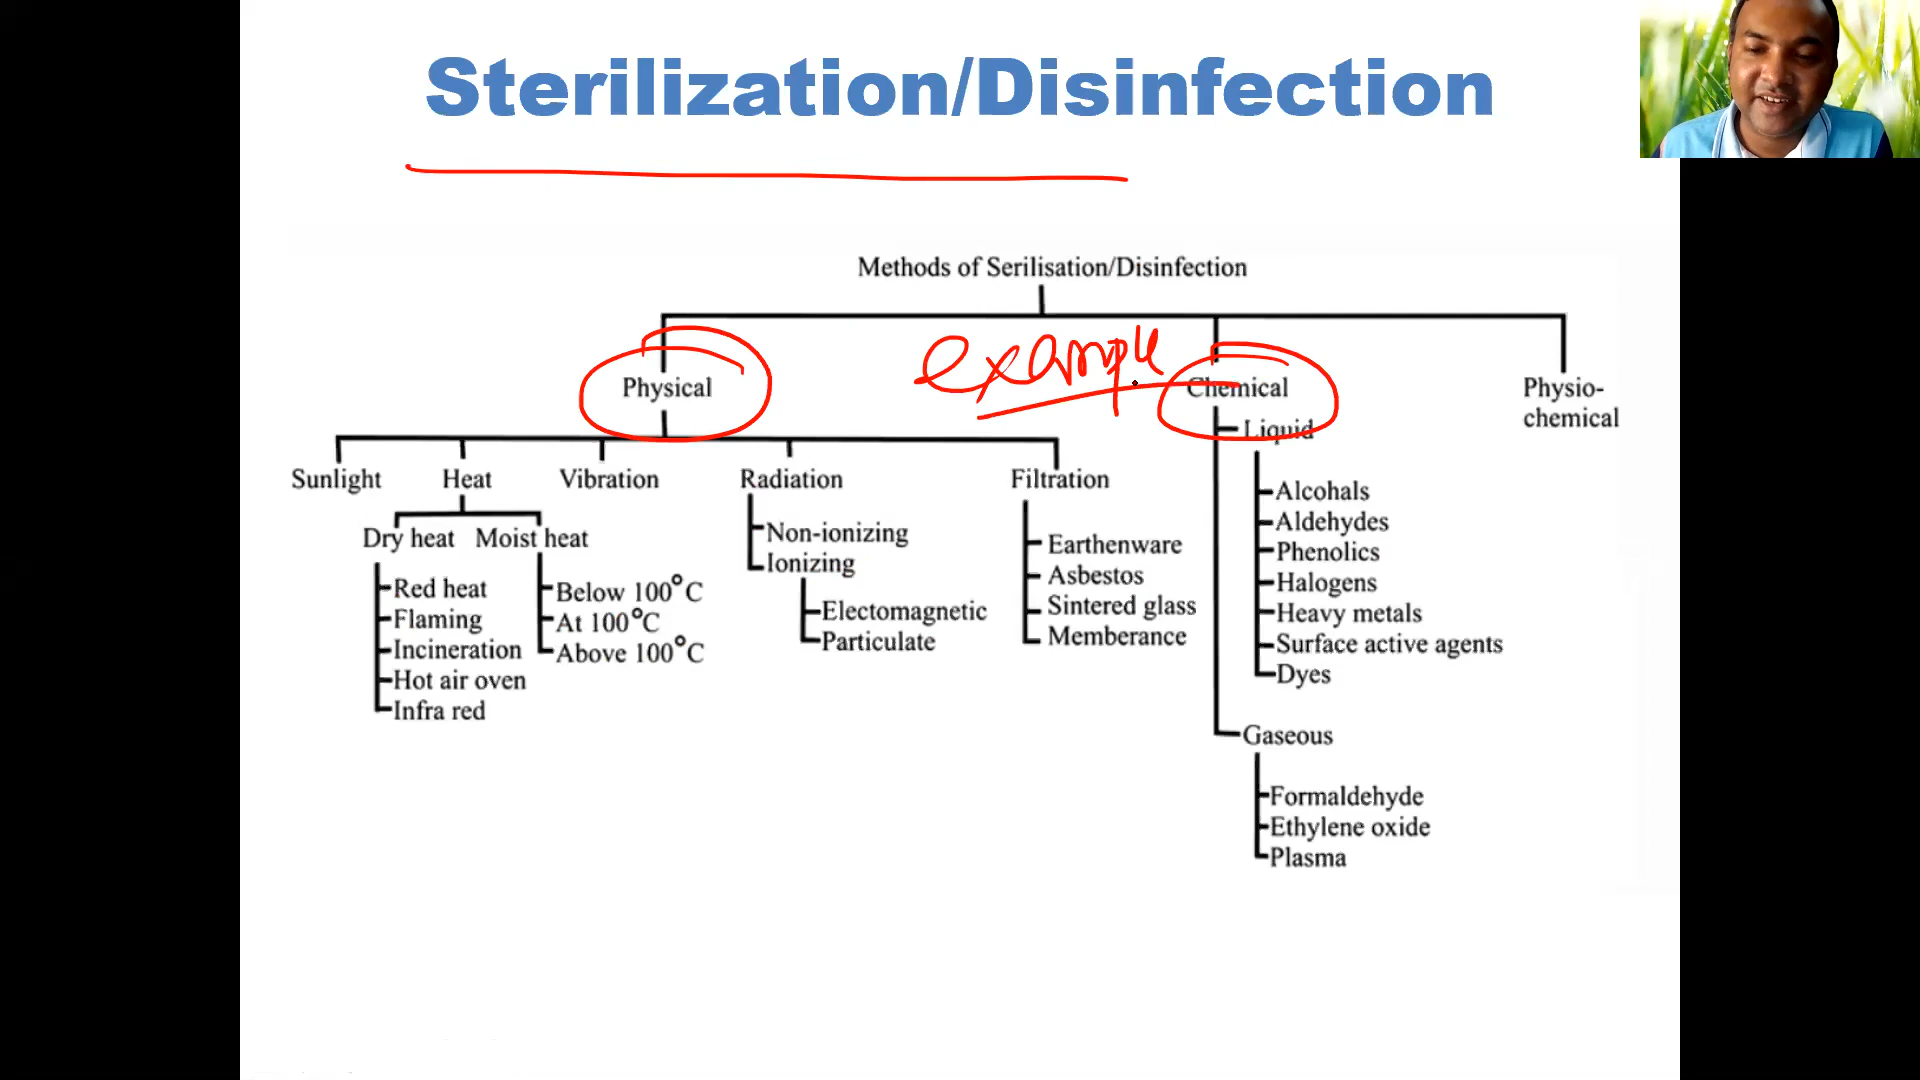 Sterilization/Disinfection
Methods of Serilisation/Disinfection
example
Physical
Chemical
Physio-
chemical
Sunlight
Heat
Vibration
Radiation
Filtration
Dry heat
Moist heat
Red heat
Flaming
Incineration
Hot air oven
Infra red
Below 100°C
At 100°C
Above 100°C
Non-ionizing
Ionizing
Electomagnetic
Particulate
Earthenware
Asbestos
Sintered glass
Memberance
Liquid
Alcohals
Aldehydes
Phenolics
Halogens
Heavy metals
Surface active agents
Dyes
Gaseous
Formaldehyde
Ethylene oxide
Plasma